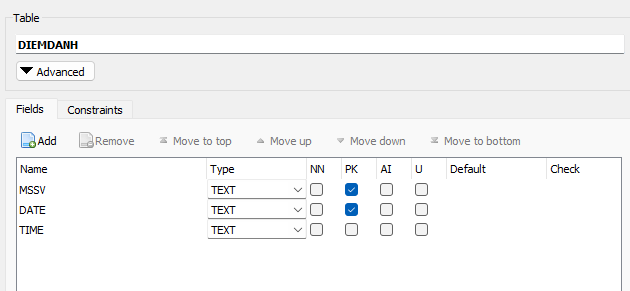 Table
DIEMDANH
Advanced
Fields Constraints
Add Remove Move to top Move up Move down Move to bottom
Name Type NN PK AI U Default Check
MSSV TEXT
DATE TEXT
TIME TEXT